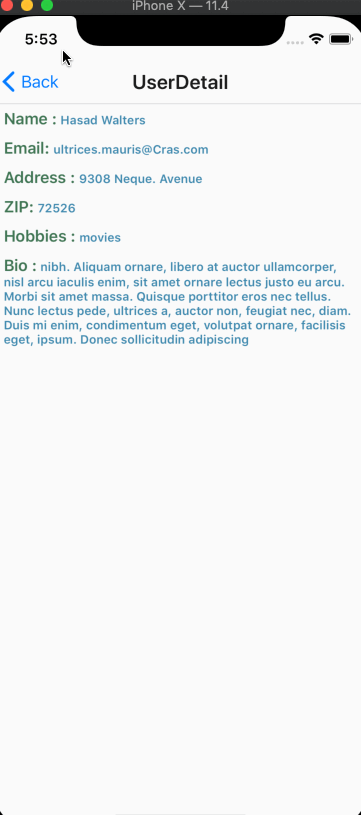 iPhone X — 11.4
5:53
Back
UserDetail
Name : Hasad Walters
Email: ultrices.mauris@Cras.com
Address : 9308 Neque. Avenue
ZIP: 72526
Hobbies : movies
Bio : nibh. Aliquam ornare, libero at auctor ullamcorper,
nisl arcu iaculis enim, sit amet ornare lectus justo eu arcu.
Morbi sit amet massa. Quisque porttitor eros nec tellus.
Nunc lectus pede, ultrices a, auctor non, feugiat nec, diam.
Duis mi enim, condimentum eget, volutpat ornare, facilisis
eget, ipsum. Donec sollicitudin adipiscing